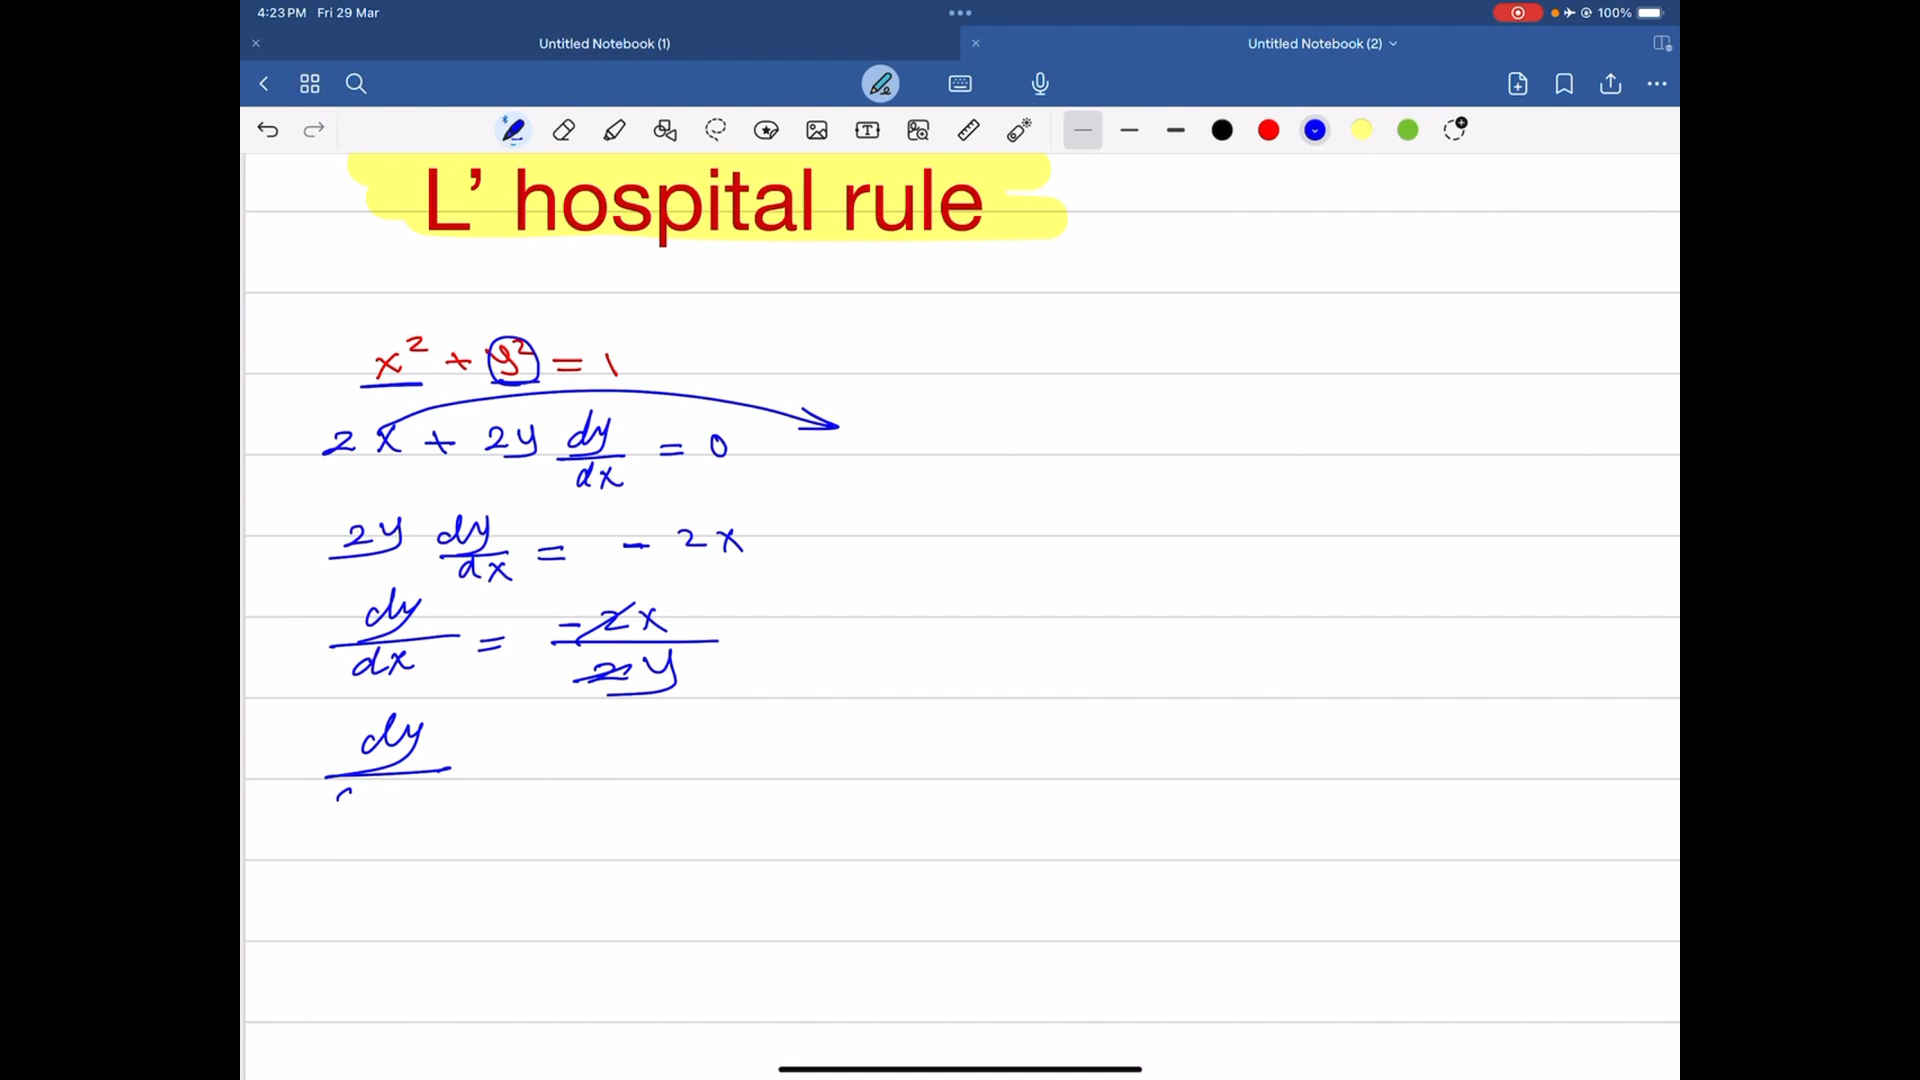 4:23 PM Fri 29 Mar
100%
Untitled Notebook (1)
Untitled Notebook (2)
L’ hospital rule
x² + y² = 1
2x + 2y dy/dx = 0
2y dy/dx = - 2x
dy/dx = -2x/2y
dy